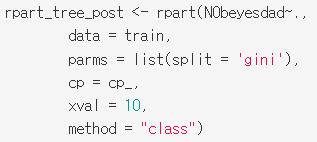 rpart_tree_post <- rpart(NObeyesdad~.,
data = train,
parms = list(split = 'gini'),
cp = cp_,
xval = 10,
method = "class")